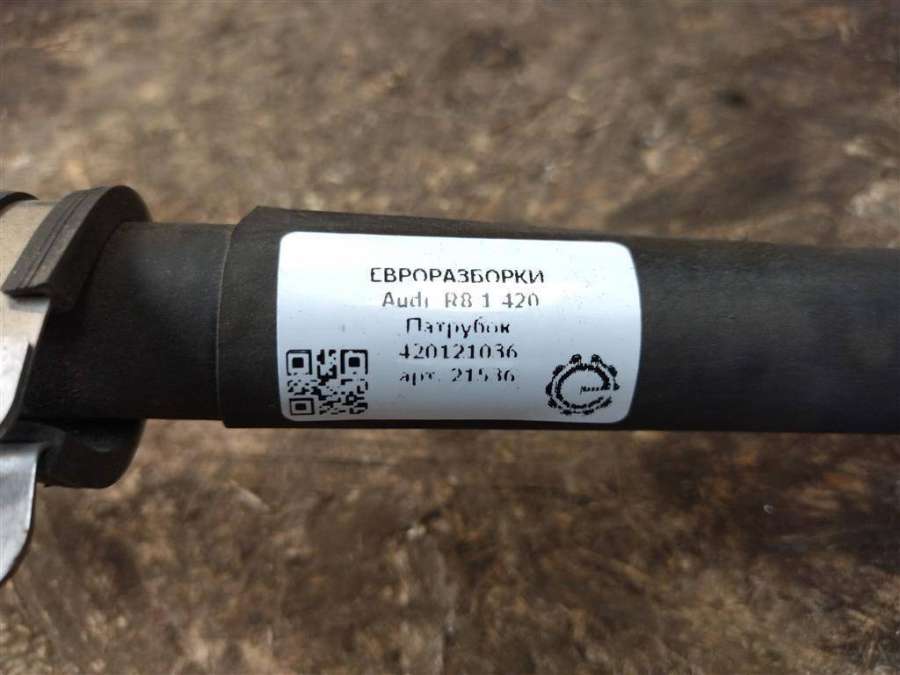 ЕВРОРАЗБОРКИ
Audi R8 1 420
Патрубок
420121036
арт. 21536